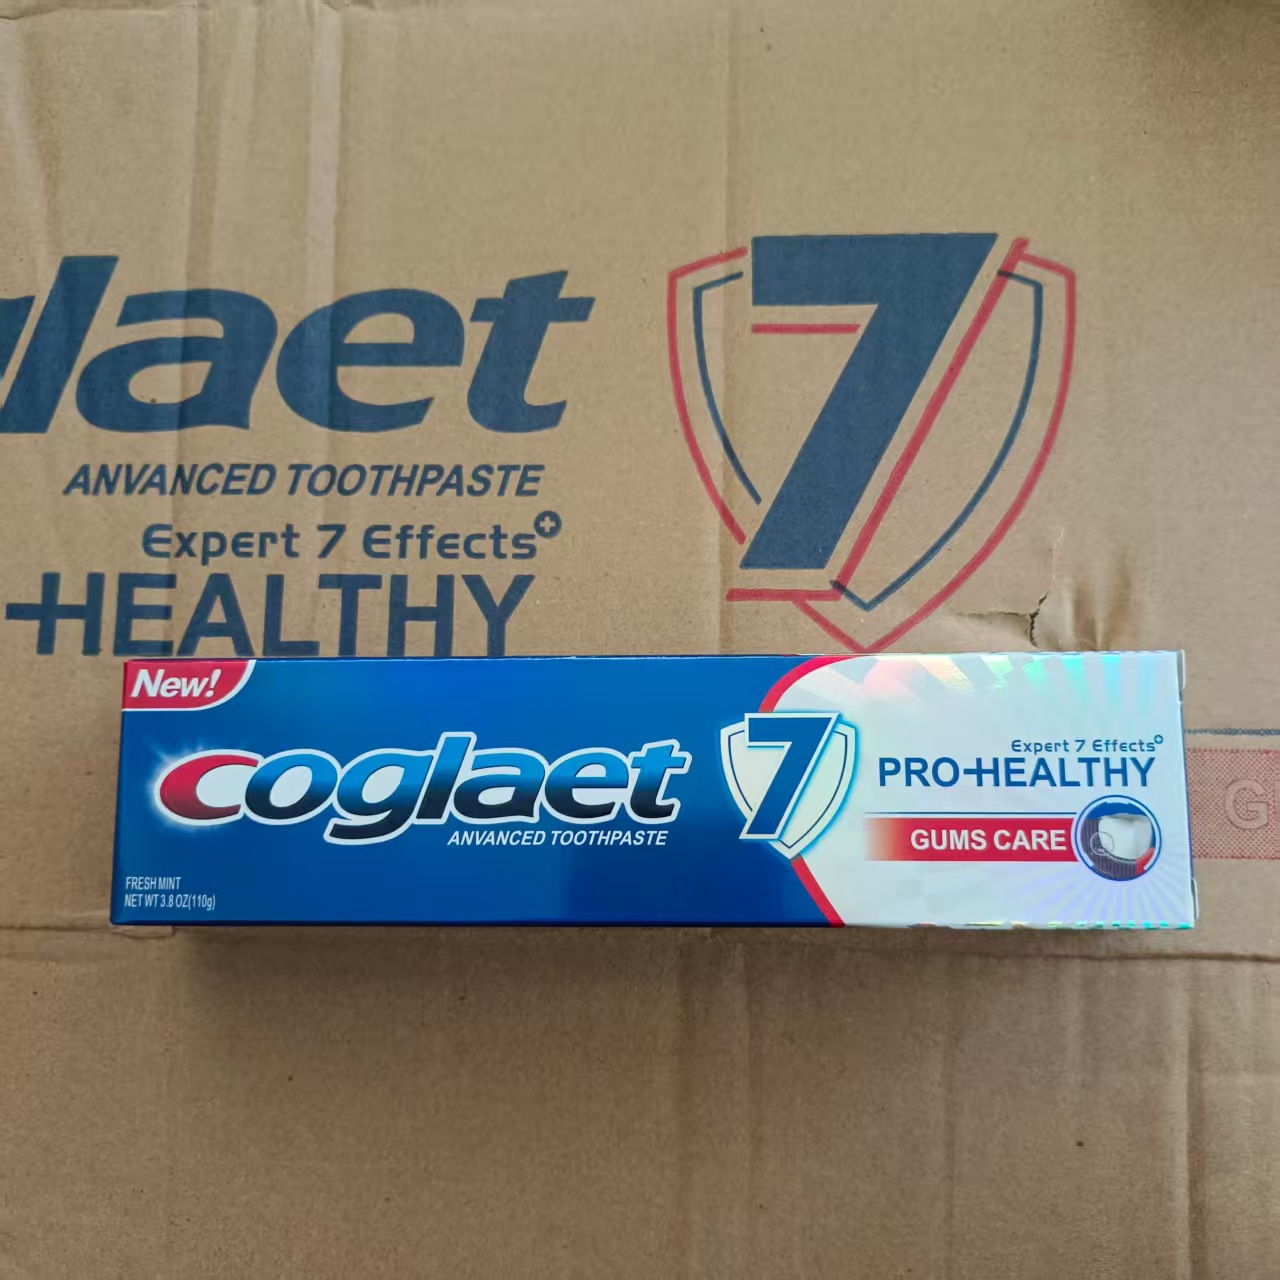 glaet
7
ANVANCED TOOTHPASTE
Expert 7 Effects+
HEALTHY
New!
coglaet
ANVANCED TOOTHPASTE
7
Expert 7 Effects+
PRO-HEALTHY
GUMS CARE
FRESH MINT
NET WT 3.8 OZ(110g)
G